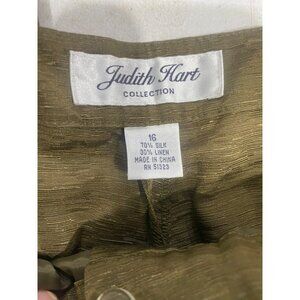 Judith Hart
COLLECTION
16
70% SILK
30% LINEN
MADE IN CHINA
RN 51323